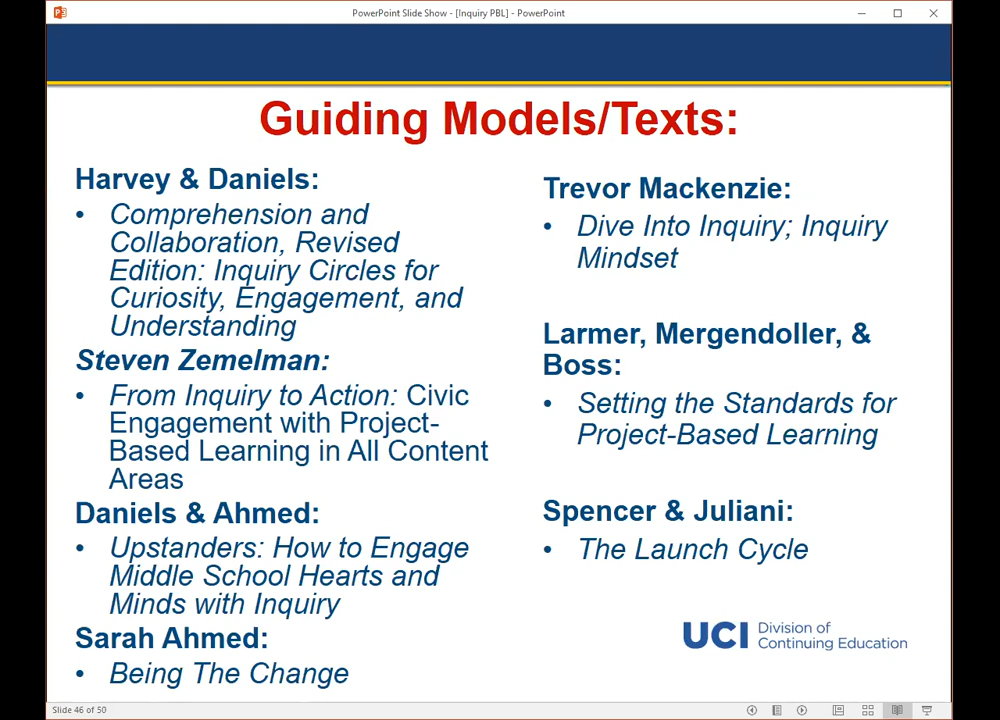 PowerPoint Slide Show - [Inquiry PBL] - PowerPoint
Guiding Models/Texts:
Harvey & Daniels:
• Comprehension and
Collaboration, Revised
Edition: Inquiry Circles for
Curiosity, Engagement, and
Understanding
Steven Zemelman:
• From Inquiry to Action: Civic
Engagement with Project-
Based Learning in All Content
Areas
Daniels & Ahmed:
• Upstanders: How to Engage
Middle School Hearts and
Minds with Inquiry
Sarah Ahmed:
• Being The Change
Trevor Mackenzie:
• Dive Into Inquiry; Inquiry
Mindset
Larmer, Mergendoller, &
Boss:
• Setting the Standards for
Project-Based Learning
Spencer & Juliani:
• The Launch Cycle
UCI Division of
Continuing Education
Slide 46 of 50